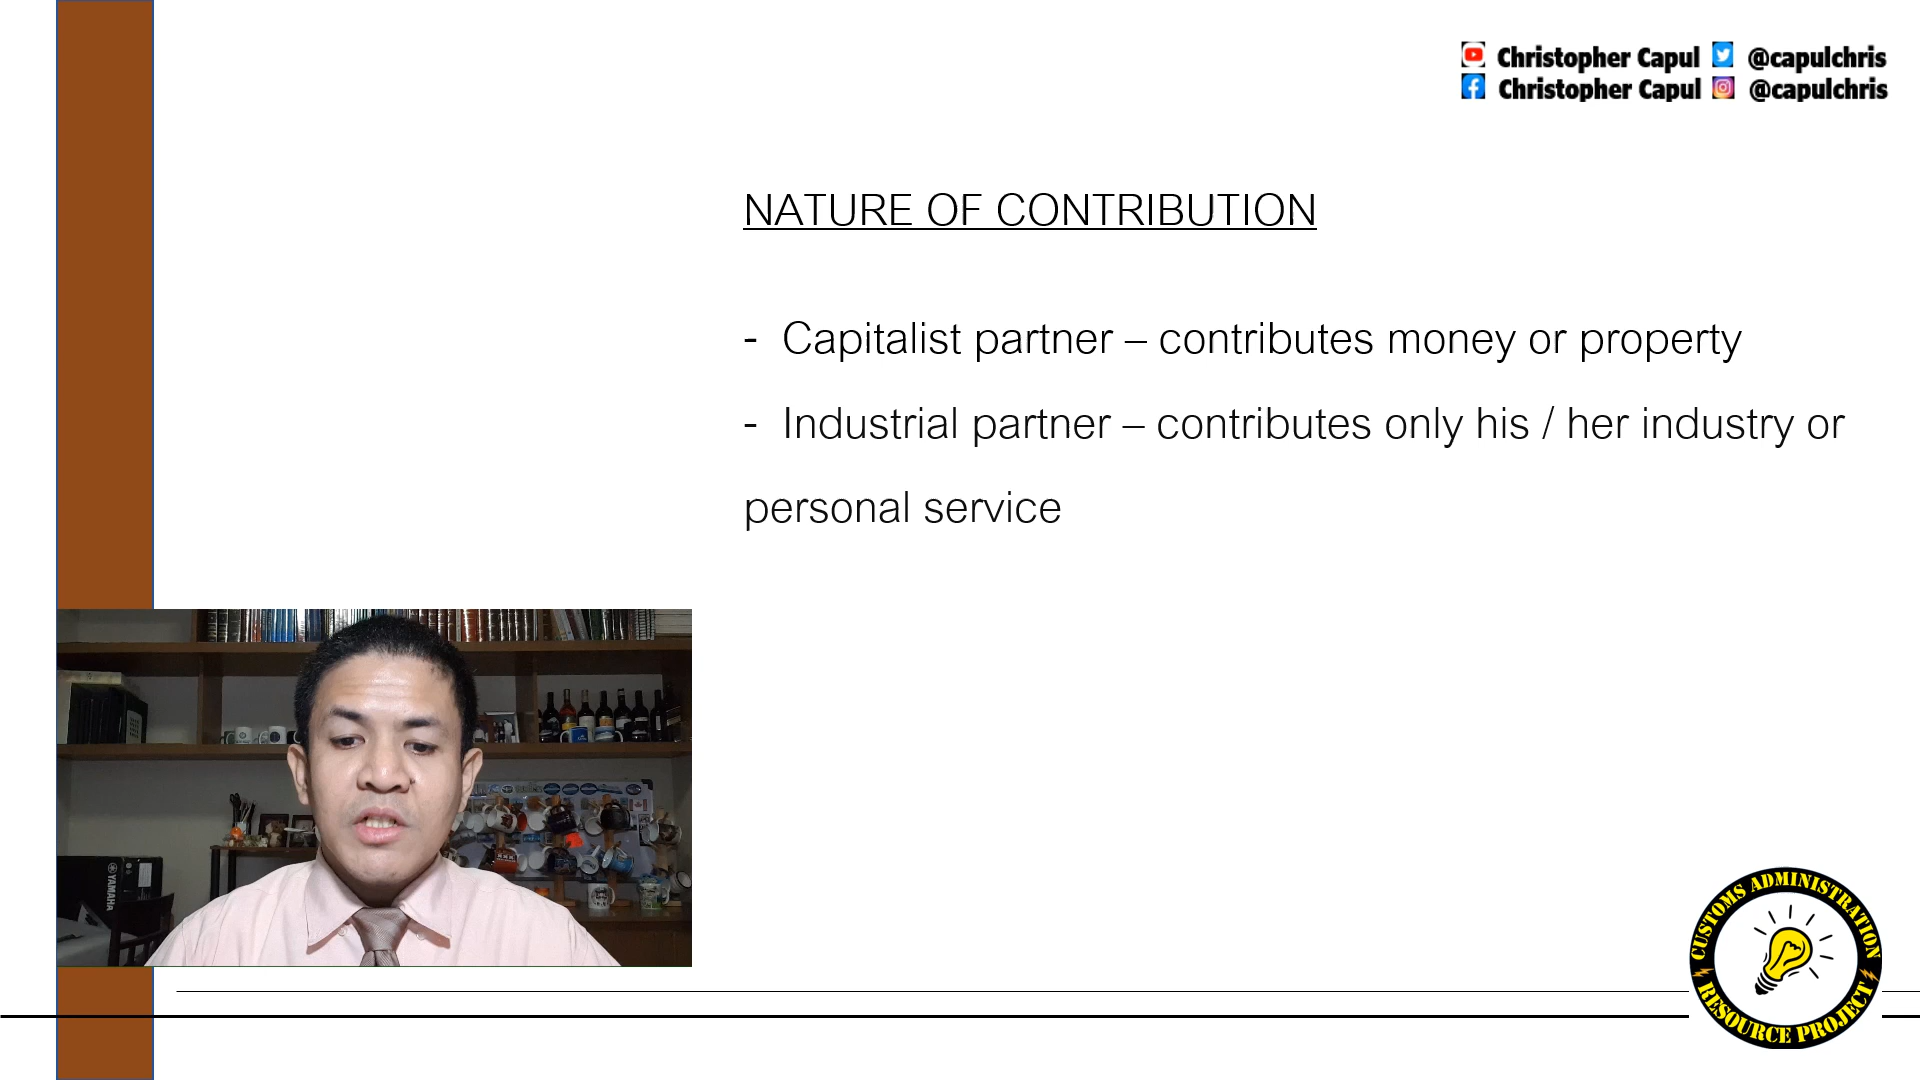 Christopher Capul @capulchris
Christopher Capul @capulchris
NATURE OF CONTRIBUTION
- Capitalist partner – contributes money or property
- Industrial partner – contributes only his / her industry or
personal service
YAMAHA
CUSTOMS ADMINISTRATION
RESOURCE PROJECT